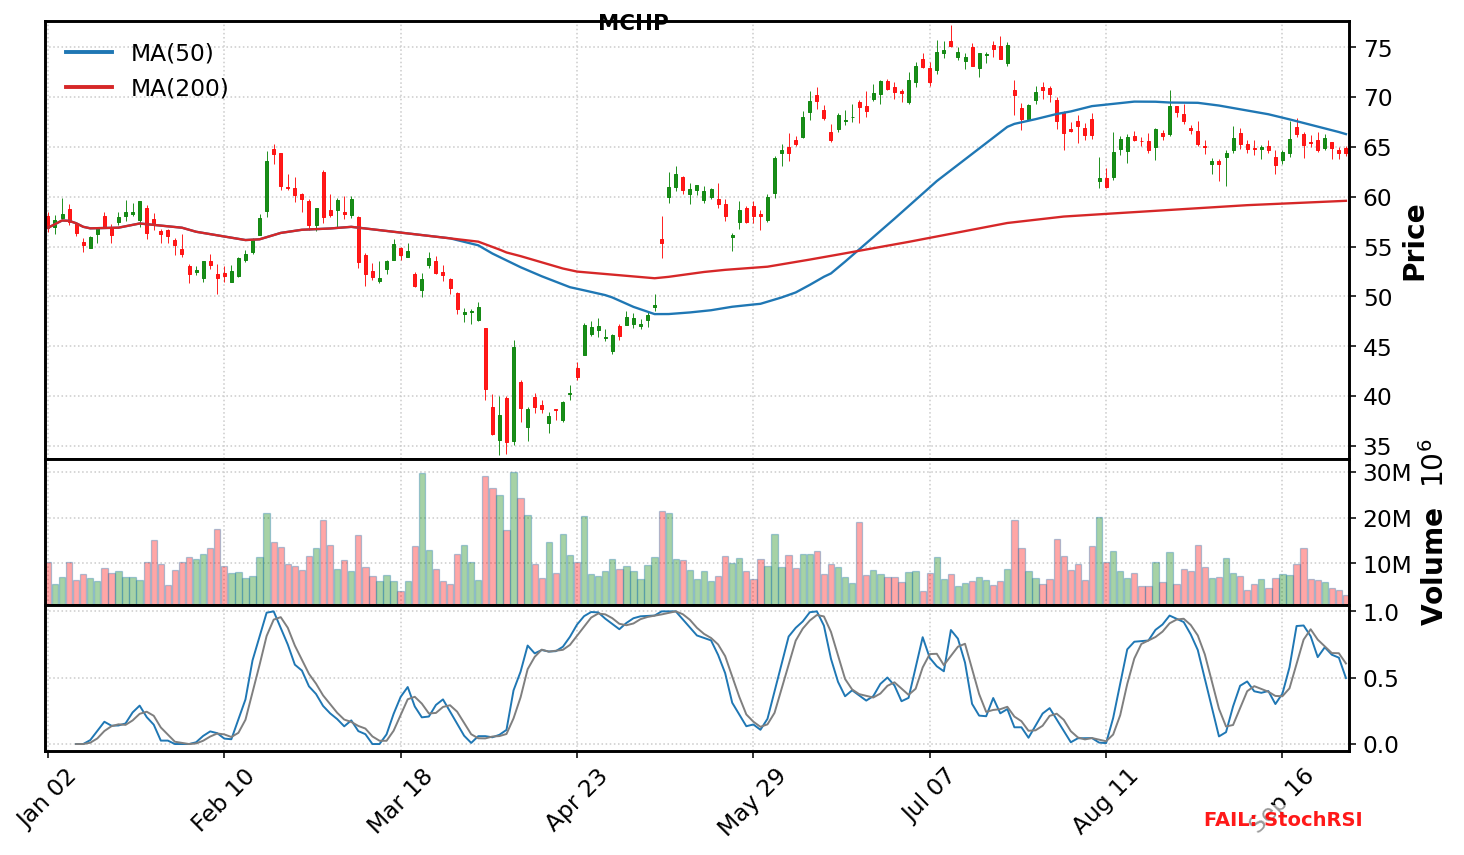 MCHP
MA(50)
MA(200)
75
70
65
60
55
50
45
40
35
Price
30M
20M
10M
Volume 10⁶
1.0
0.5
0.0
Jan 02
Feb 10
Mar 18
Apr 23
May 29
Jul 07
Aug 11
Sep 16
FAIL: StochRSI